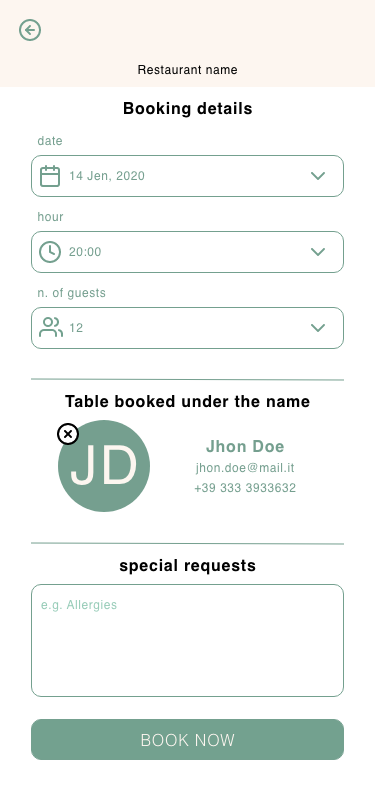 Restaurant name
Booking details
date
14 Jen, 2020
hour
20:00
n. of guests
12
Table booked under the name
JD
Jhon Doe
jhon.doe@mail.it
+39 333 3933632
special requests
e.g. Allergies
BOOK NOW